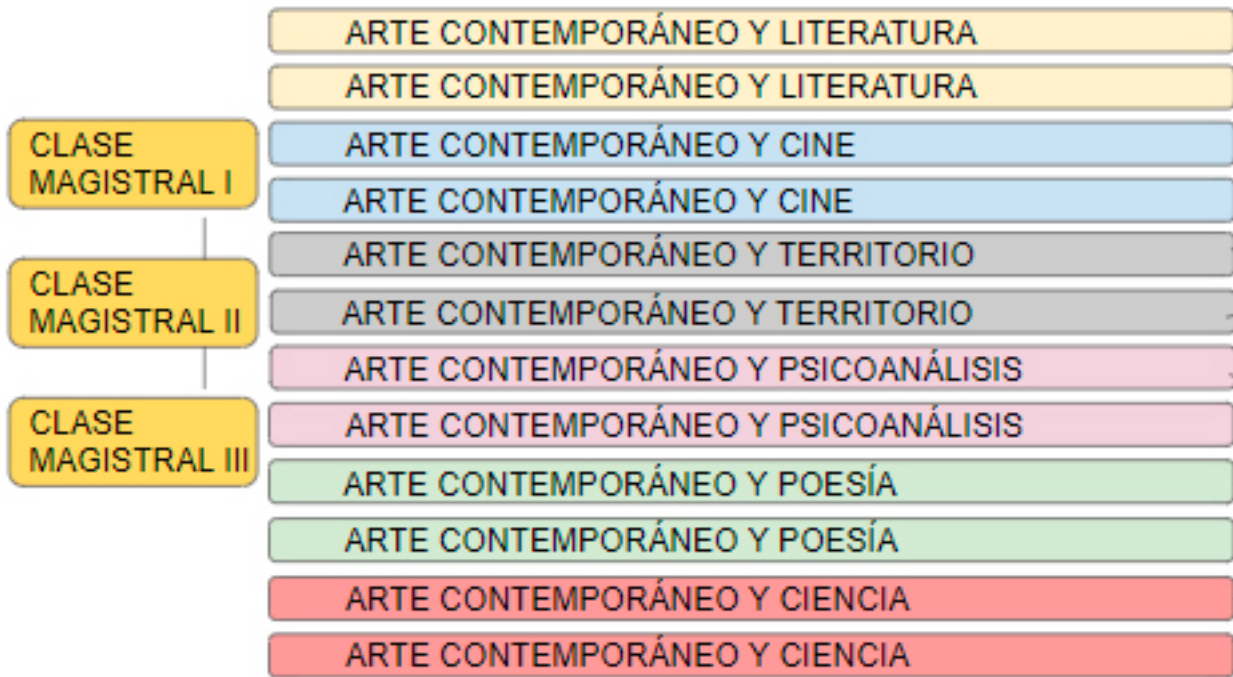 ARTE CONTEMPORÁNEO Y LITERATURA
ARTE CONTEMPORÁNEO Y LITERATURA
CLASE
MAGISTRAL I
ARTE CONTEMPORÁNEO Y CINE
ARTE CONTEMPORÁNEO Y CINE
ARTE CONTEMPORÁNEO Y TERRITORIO
CLASE
MAGISTRAL II
ARTE CONTEMPORÁNEO Y TERRITORIO
ARTE CONTEMPORÁNEO Y PSICOANÁLISIS
CLASE
MAGISTRAL III
ARTE CONTEMPORÁNEO Y PSICOANÁLISIS
ARTE CONTEMPORÁNEO Y POESÍA
ARTE CONTEMPORÁNEO Y POESÍA
ARTE CONTEMPORÁNEO Y CIENCIA
ARTE CONTEMPORÁNEO Y CIENCIA